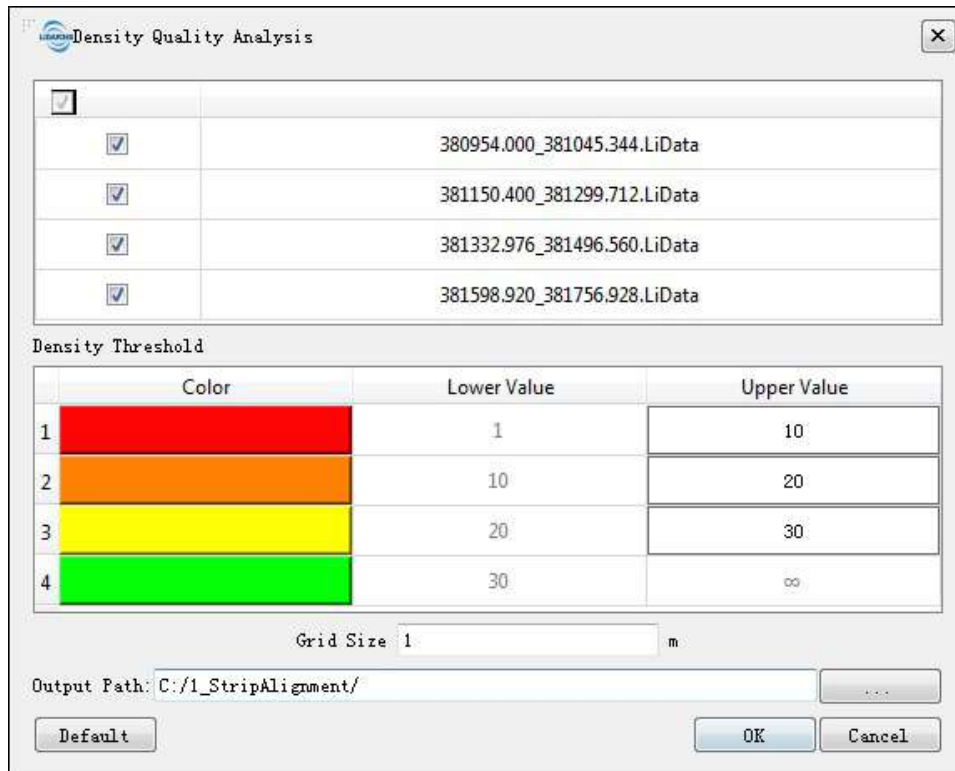 Density Quality Analysis
380954.000_381045.344.LiData
381150.400_381299.712.LiData
381332.976_381496.560.LiData
381598.920_381756.928.LiData
Density Threshold
Color Lower Value Upper Value
1 1 10
2 10 20
3 20 30
4 30 ∞
Grid Size 1 m
Output Path: C:/1_StripAlignment/ ...
Default OK Cancel